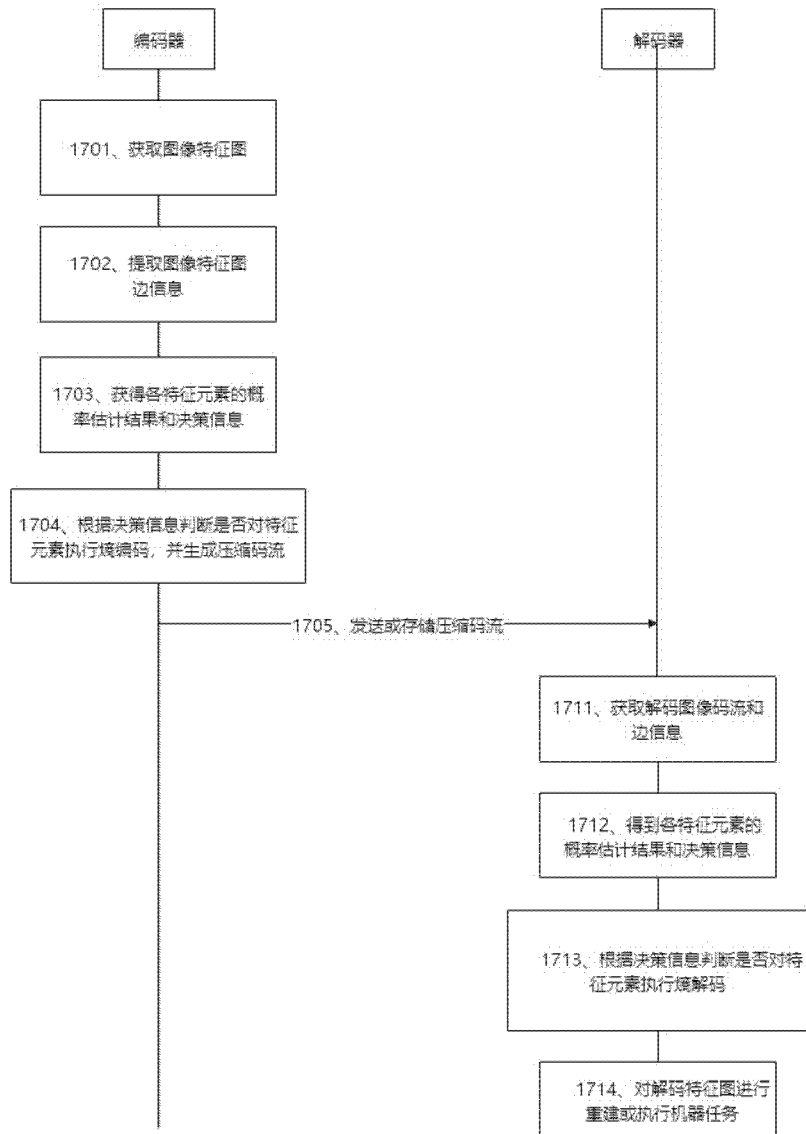 编码器
解码器
1701、获取图像特征图
1702、提取图像特征图
边信息
1703、获得各特征元素的概
率估计结果和决策信息
1704、根据决策信息判断是否对特征
元素执行熵编码，并生成压缩码流
1705、发送或存储压缩码流
1711、获取解码图像码流和
边信息
1712、得到各特征元素的
概率估计结果和决策信息
1713、根据决策信息判断是否对特
征元素执行熵解码
1714、对解码特征图进行
重建或执行机器任务